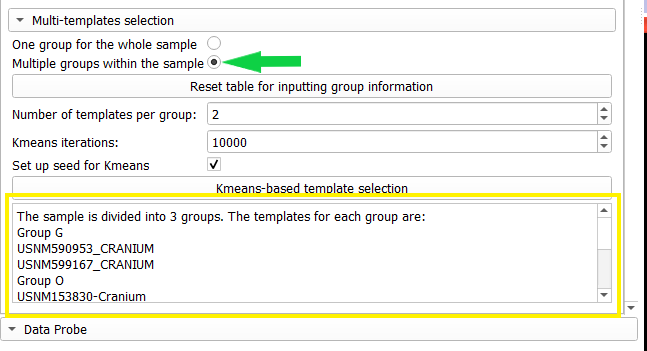 Multi-templates selection
One group for the whole sample
Multiple groups within the sample
Reset table for inputting group information
Number of templates per group: 2
Kmeans iterations: 10000
Set up seed for Kmeans
Kmeans-based template selection
The sample is divided into 3 groups. The templates for each group are:
Group G
USNM590953_CRANIUM
USNM599167_CRANIUM
Group O
USNM153830-Cranium
Data Probe